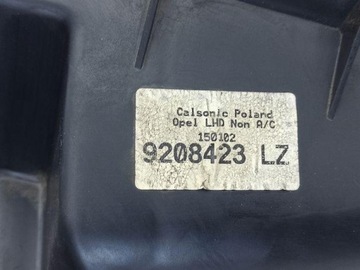 Calsonic Poland
Opel LHD Non A/C
150102
9208423 LZ